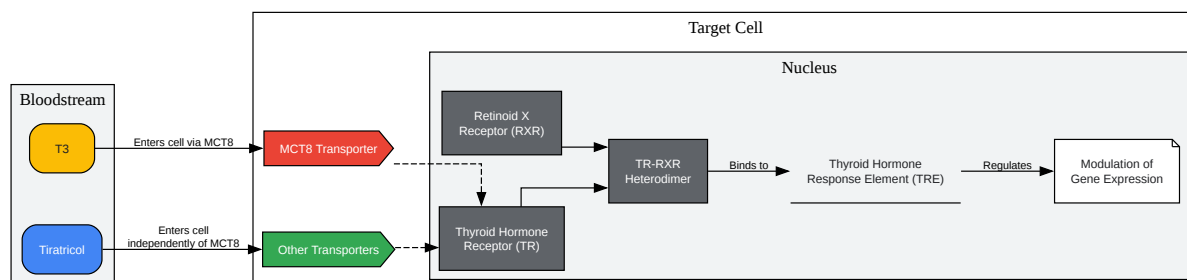 Target Cell
Nucleus
Bloodstream
T3
Enters cell via MCT8
MCT8 Transporter
Retinoid X
Receptor (RXR)
TR-RXR
Heterodimer
Binds to
Thyroid Hormone
Response Element (TRE)
Regulates
Modulation of
Gene Expression
Tiratricol
Enters cell
independently of MCT8
Other Transporters
Thyroid Hormone
Receptor (TR)